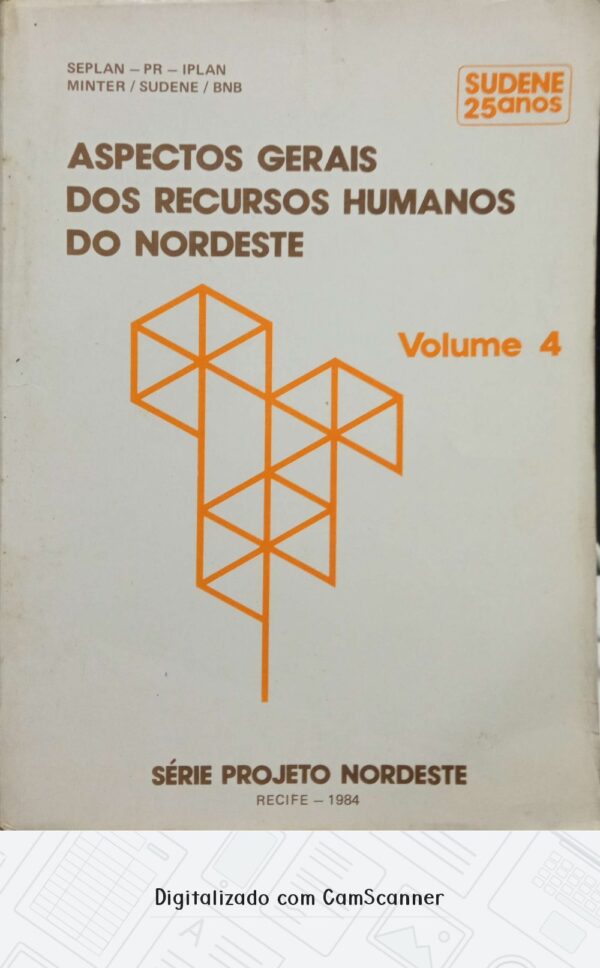 SEPLAN – PR – IPLAN
MINTER / SUDENE / BNB
SUDENE
25anos
ASPECTOS GERAIS
DOS RECURSOS HUMANOS
DO NORDESTE
Volume 4
SÉRIE PROJETO NORDESTE
RECIFE – 1984
Digitalizado com CamScanner